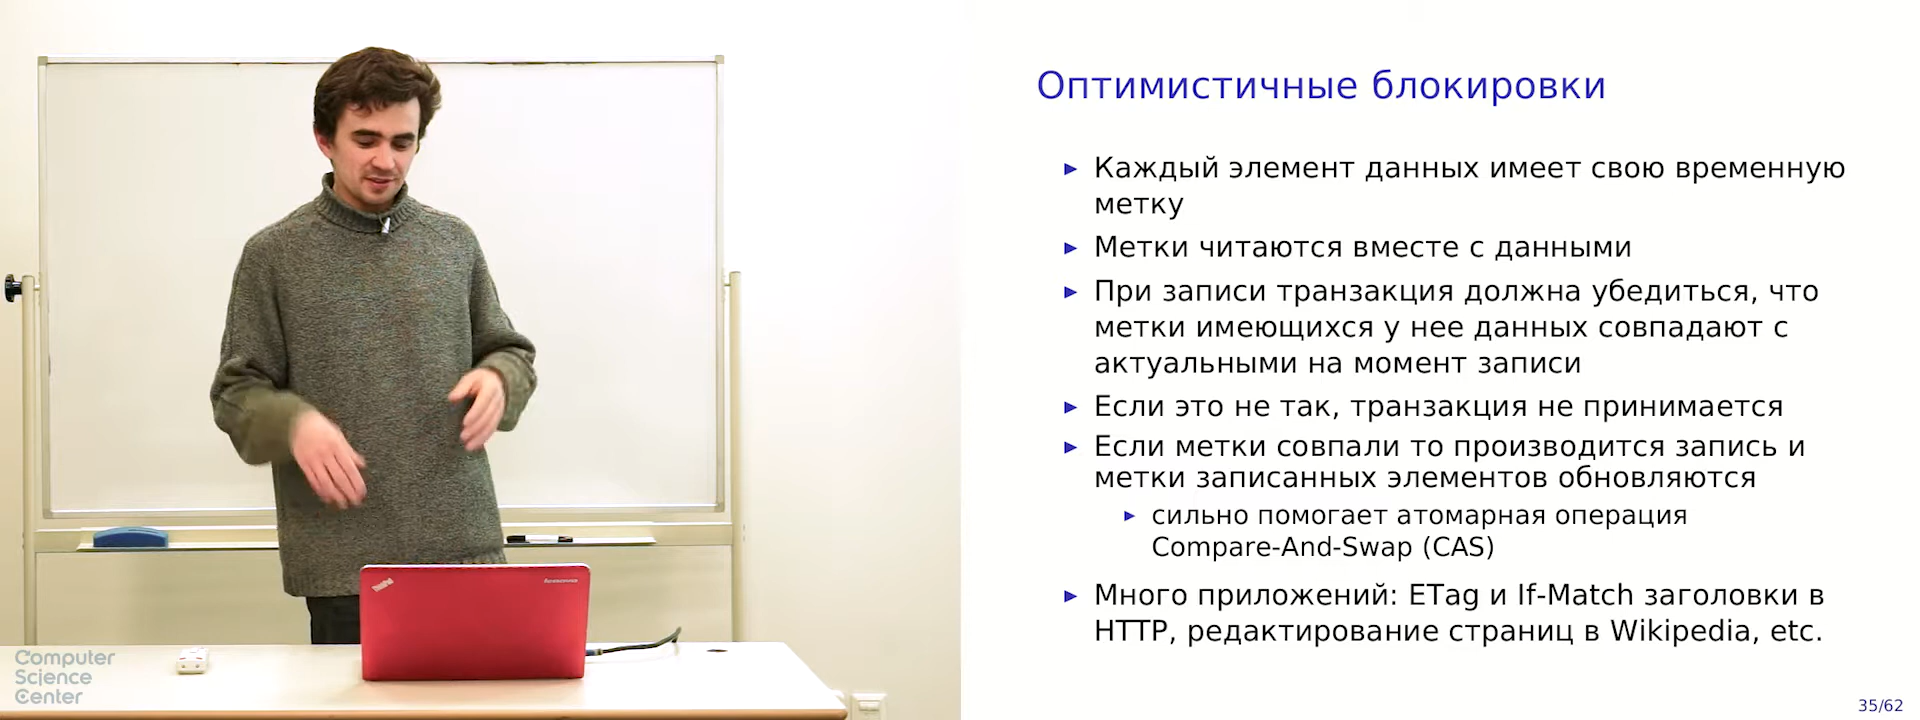 Оптимистичные блокировки
▸ Каждый элемент данных имеет свою временную
метку
▸ Метки читаются вместе с данными
▸ При записи транзакция должна убедиться, что
метки имеющихся у нее данных совпадают с
актуальными на момент записи
▸ Если это не так, транзакция не принимается
▸ Если метки совпали то производится запись и
метки записанных элементов обновляются
▸ сильно помогает атомарная операция
Compare-And-Swap (CAS)
▸ Много приложений: ETag и If-Match заголовки в
HTTP, редактирование страниц в Wikipedia, etc.
35/62
Computer
Science
Center
lenovo